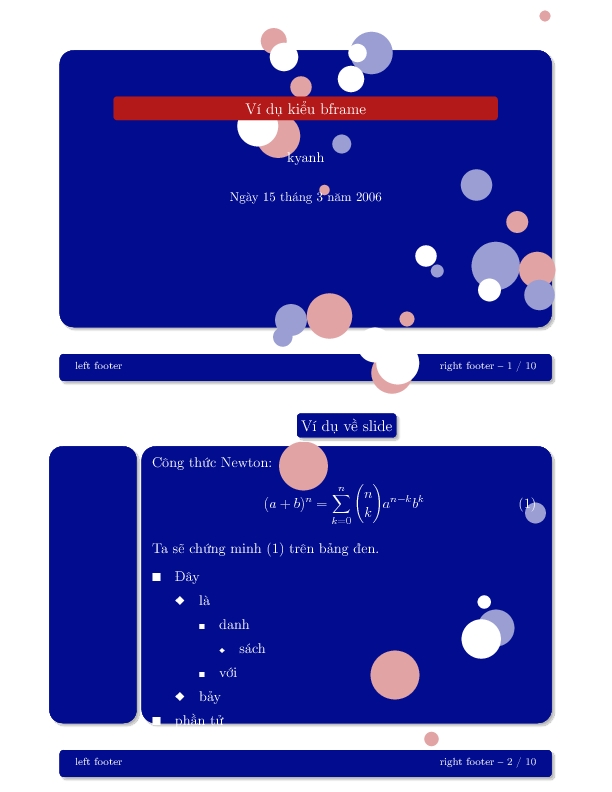 Ví dụ kiểu bframe
kyanh
Ngày 15 tháng 3 năm 2006
left footer
right footer – 1 / 10
Ví dụ về slide
Công thức Newton:
(a + b)^n = \sum_{k=0}^{n} \binom{n}{k} a^{n-k} b^k (1)
Ta sẽ chứng minh (1) trên bảng đen.
Đây
là
danh
sách
với
bảy
phần tử
left footer
right footer – 2 / 10